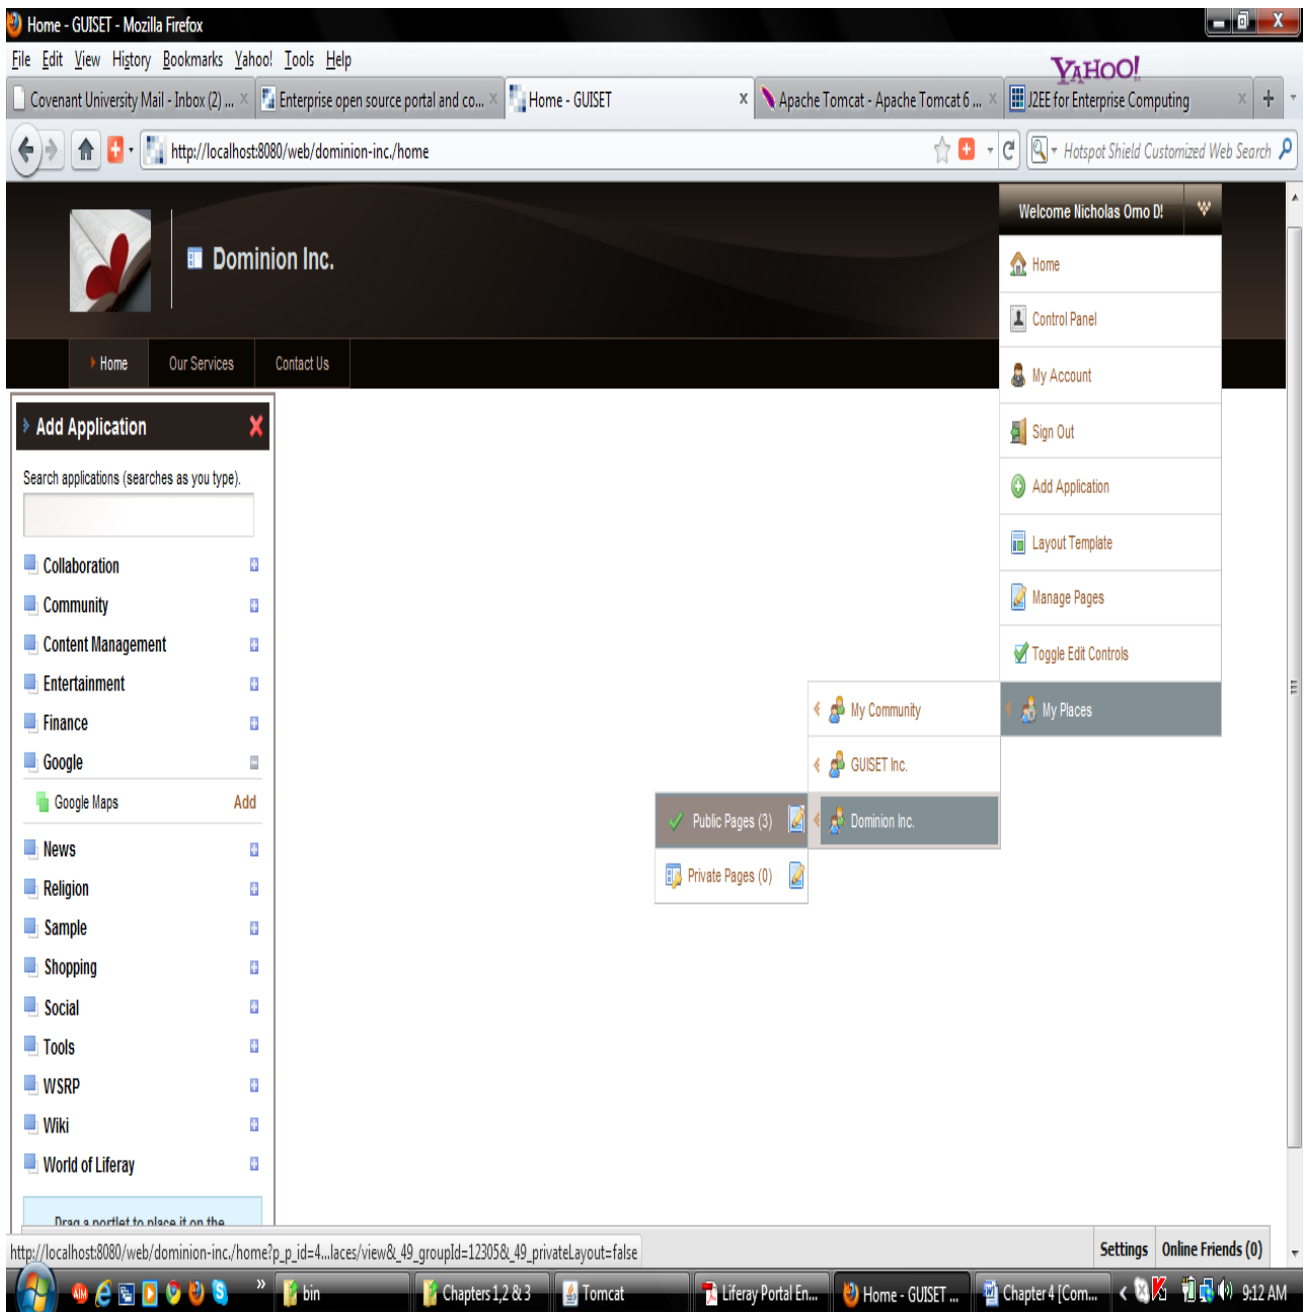 Home - GUISET - Mozilla Firefox
File Edit View History Bookmarks Yahoo! Tools Help
YAHOO!
Covenant University Mail - Inbox (2) ...
Enterprise open source portal and co...
Home - GUISET
Apache Tomcat - Apache Tomcat 6 ...
J2EE for Enterprise Computing
http://localhost:8080/web/dominion-inc./home
Hotspot Shield Customized Web Search
Welcome Nicholas Omo D!
Dominion Inc.
Home
Our Services
Contact Us
Home
Control Panel
My Account
Sign Out
Add Application
Layout Template
Manage Pages
Toggle Edit Controls
My Places
My Community
GUISET Inc.
Dominion Inc.
Public Pages (3)
Private Pages (0)
Add Application
Search applications (searches as you type).
Collaboration
Community
Content Management
Entertainment
Finance
Google
Google Maps Add
News
Religion
Sample
Shopping
Social
Tools
WSRP
Wiki
World of Liferay
Drag a portlet to place it on the
http://localhost:8080/web/dominion-inc./home?p_p_id=4...laces/view&_49_groupId=12305&_49_privateLayout=false
Settings Online Friends (0)
bin
Chapters 1,2 & 3
Tomcat
Liferay Portal En...
Home - GUISET ...
Chapter 4 [Com...
9:12 AM